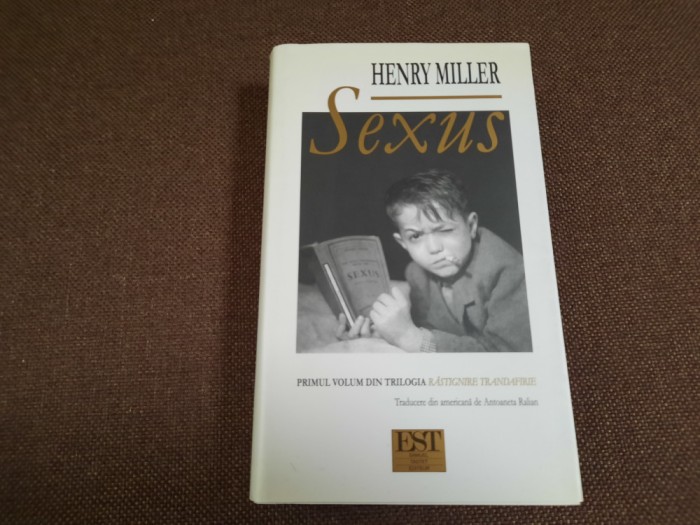 HENRY MILLER
Sexus
SEXUS
PRIMUL VOLUM DIN TRILOGIA RĂSTIGNIRE TRANDAFIRIE
Traducere din americană de Antoaneta Ralian
EST